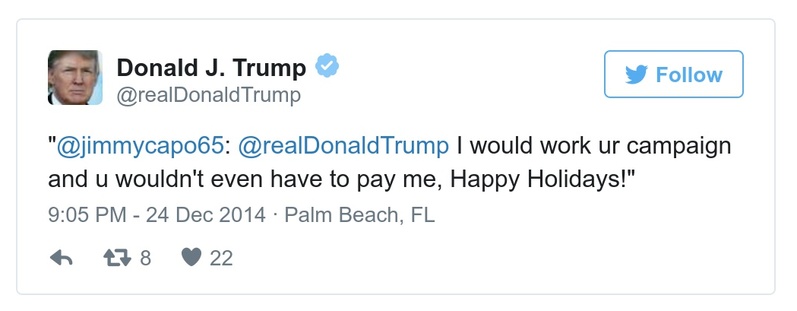 Donald J. Trump
@realDonaldTrump
Follow
"@jimmycapo65: @realDonaldTrump I would work ur campaign
and u wouldn't even have to pay me, Happy Holidays!"
9:05 PM - 24 Dec 2014 · Palm Beach, FL
8 22